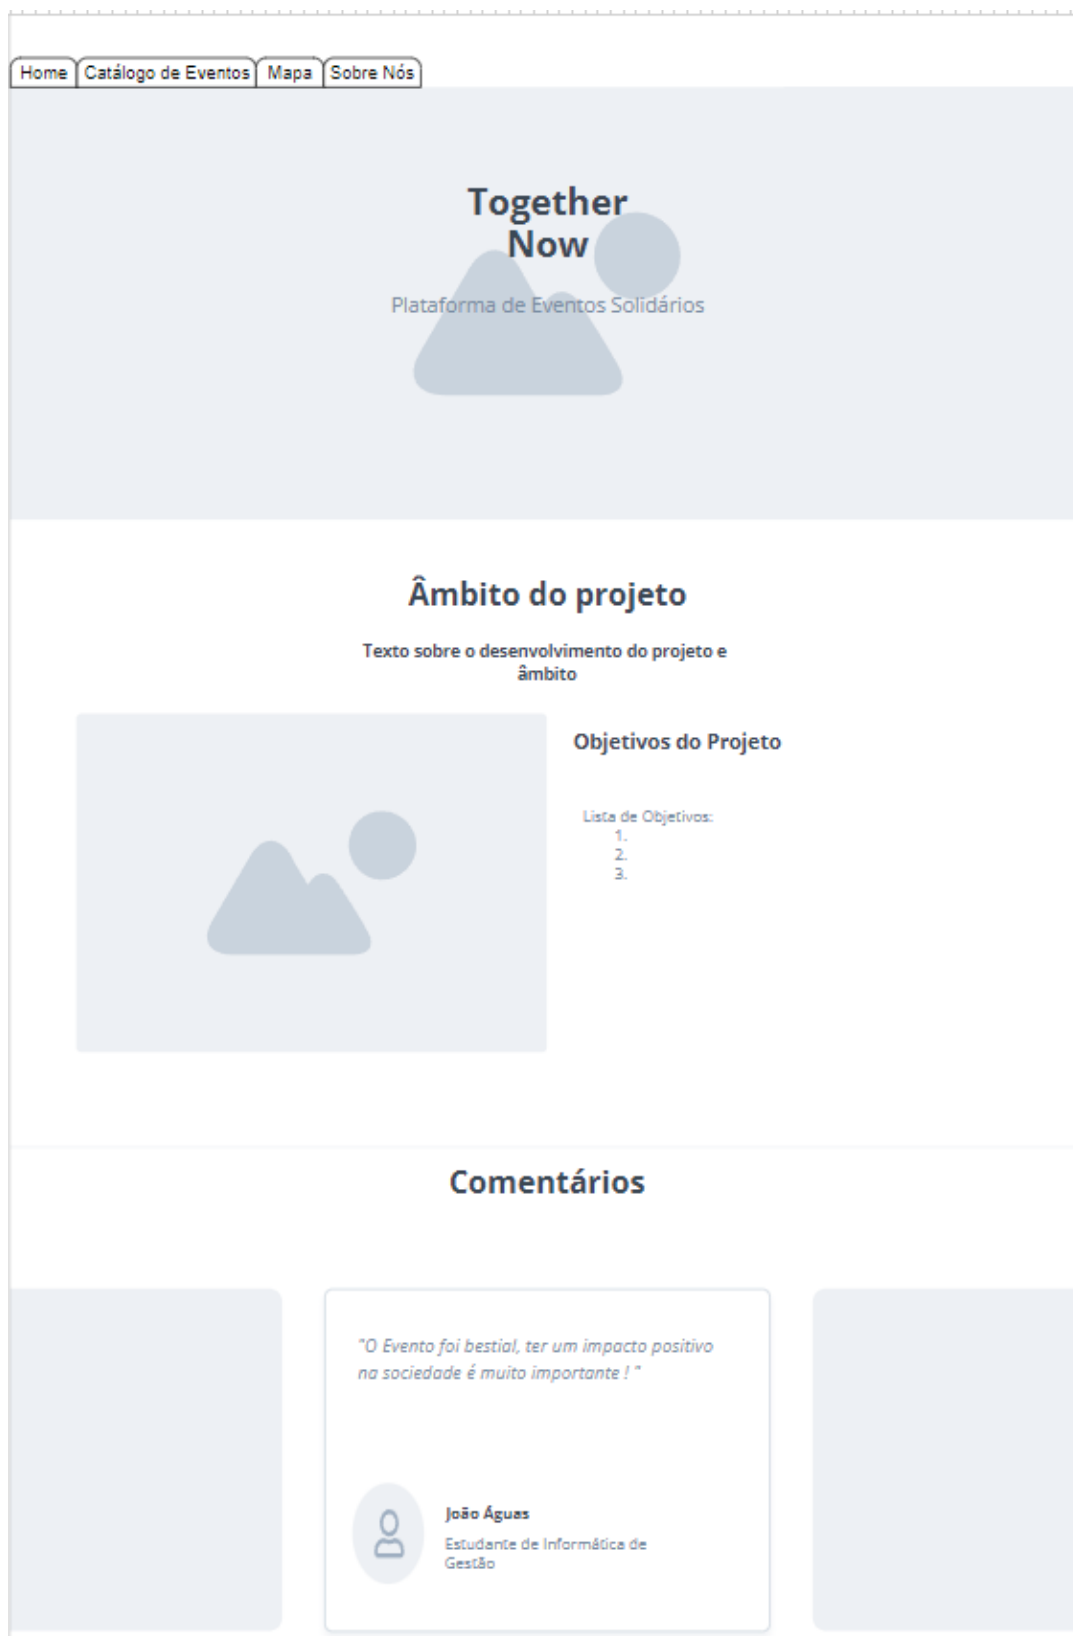 Home Catálogo de Eventos Mapa Sobre Nós
Together
Now
Plataforma de Eventos Solidários
Âmbito do projeto
Texto sobre o desenvolvimento do projeto e
âmbito
Objetivos do Projeto
Lista de Objetivos:
1.
2.
3.
Comentários
"O Evento foi bestial, ter um impacto positivo
na sociedade é muito importante ! "
João Águas
Estudante de Informática de
Gestão